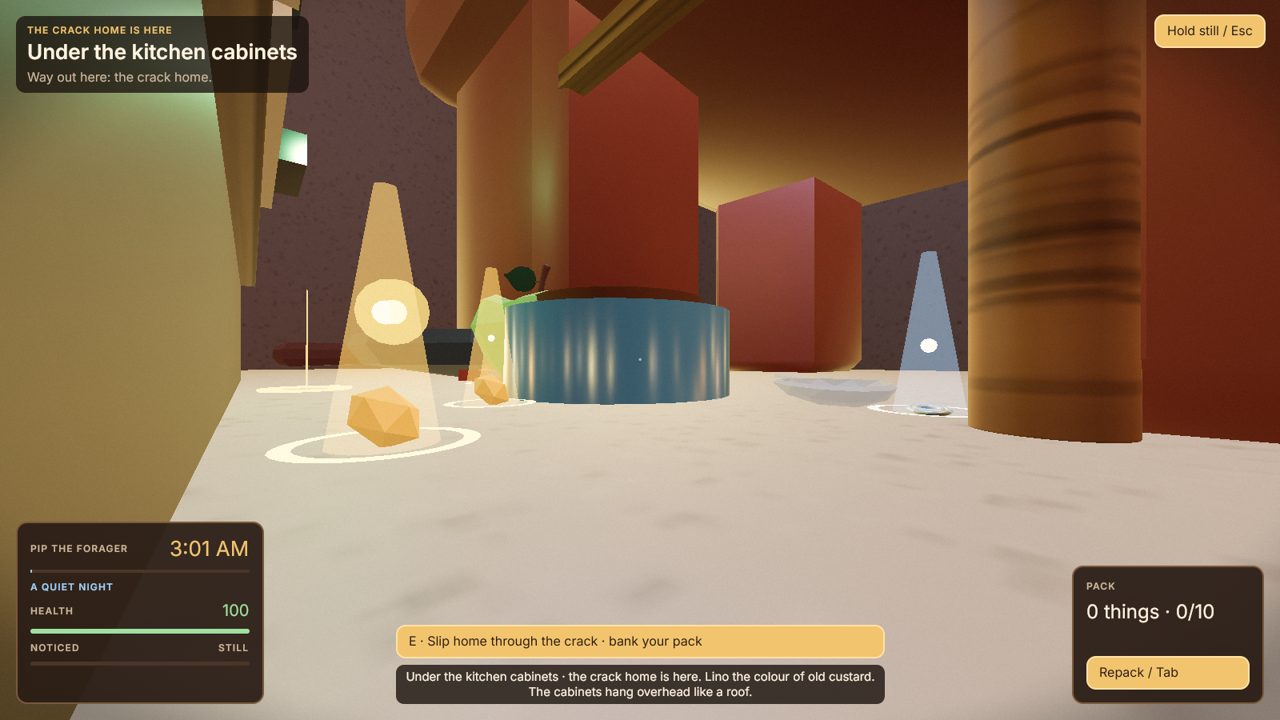 THE CRACK HOME IS HERE
Under the kitchen cabinets
Way out here: the crack home.
Hold still / Esc
PIP THE FORAGER
3:01 AM
A QUIET NIGHT
HEALTH
100
NOTICED
STILL
E · Slip home through the crack · bank your pack
Under the kitchen cabinets · the crack home is here. Lino the colour of old custard.
The cabinets hang overhead like a roof.
PACK
0 things · 0/10
Repack / Tab